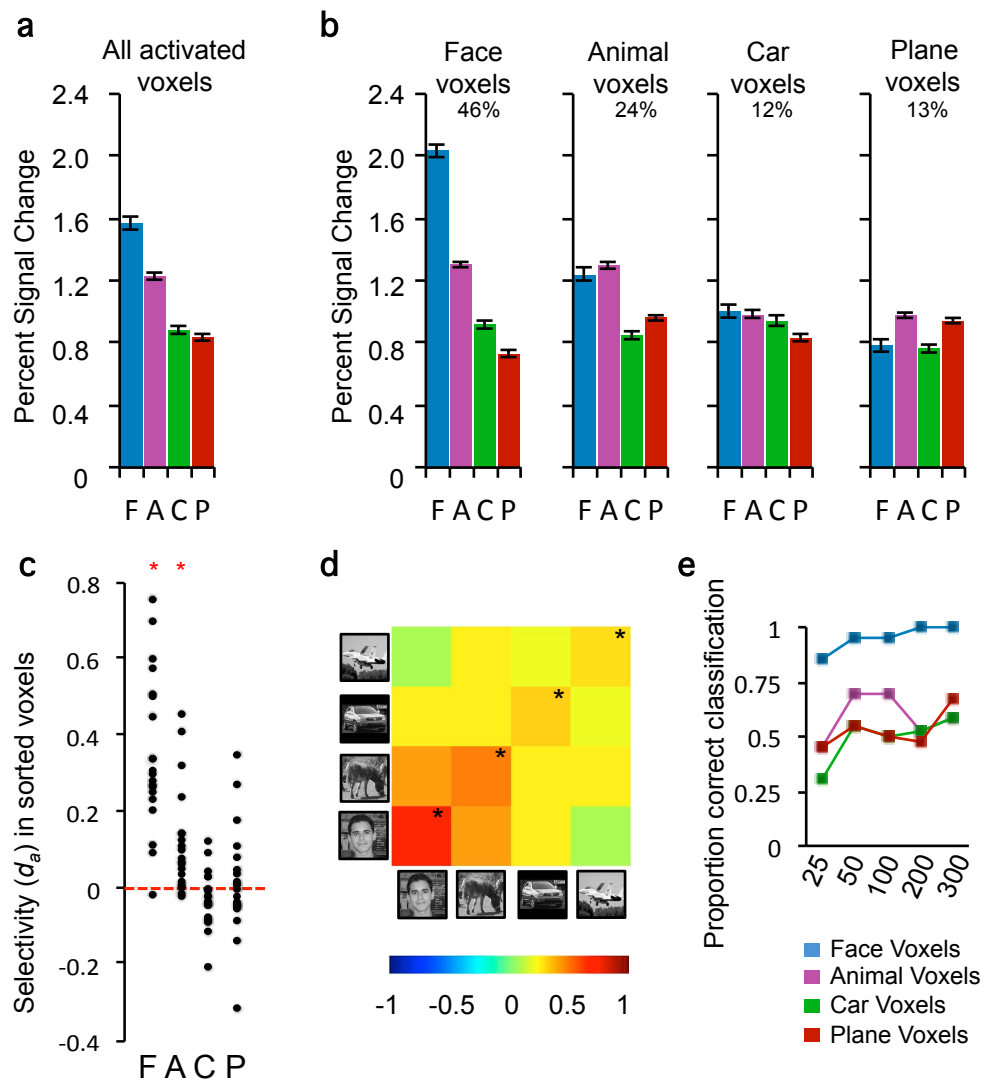 a
All activated
voxels
Percent Signal Change
2.4
2.0
1.6
1.2
0.8
0.4
0
F A C P
b
Face
voxels
46%
Animal
voxels
24%
Car
voxels
12%
Plane
voxels
13%
Percent Signal Change
2.4
2.0
1.6
1.2
0.8
0.4
0
F A C P
F A C P
F A C P
F A C P
c
* *
Selectivity (da) in sorted voxels
0.8
0.6
0.4
0.2
0
-0.2
-0.4
F A C P
d
*
*
*
*
-1 -0.5 0 0.5 1
e
Proportion correct classification
1
0.75
0.5
0.25
0
25 50 100 200 300
Face Voxels
Animal Voxels
Car Voxels
Plane Voxels